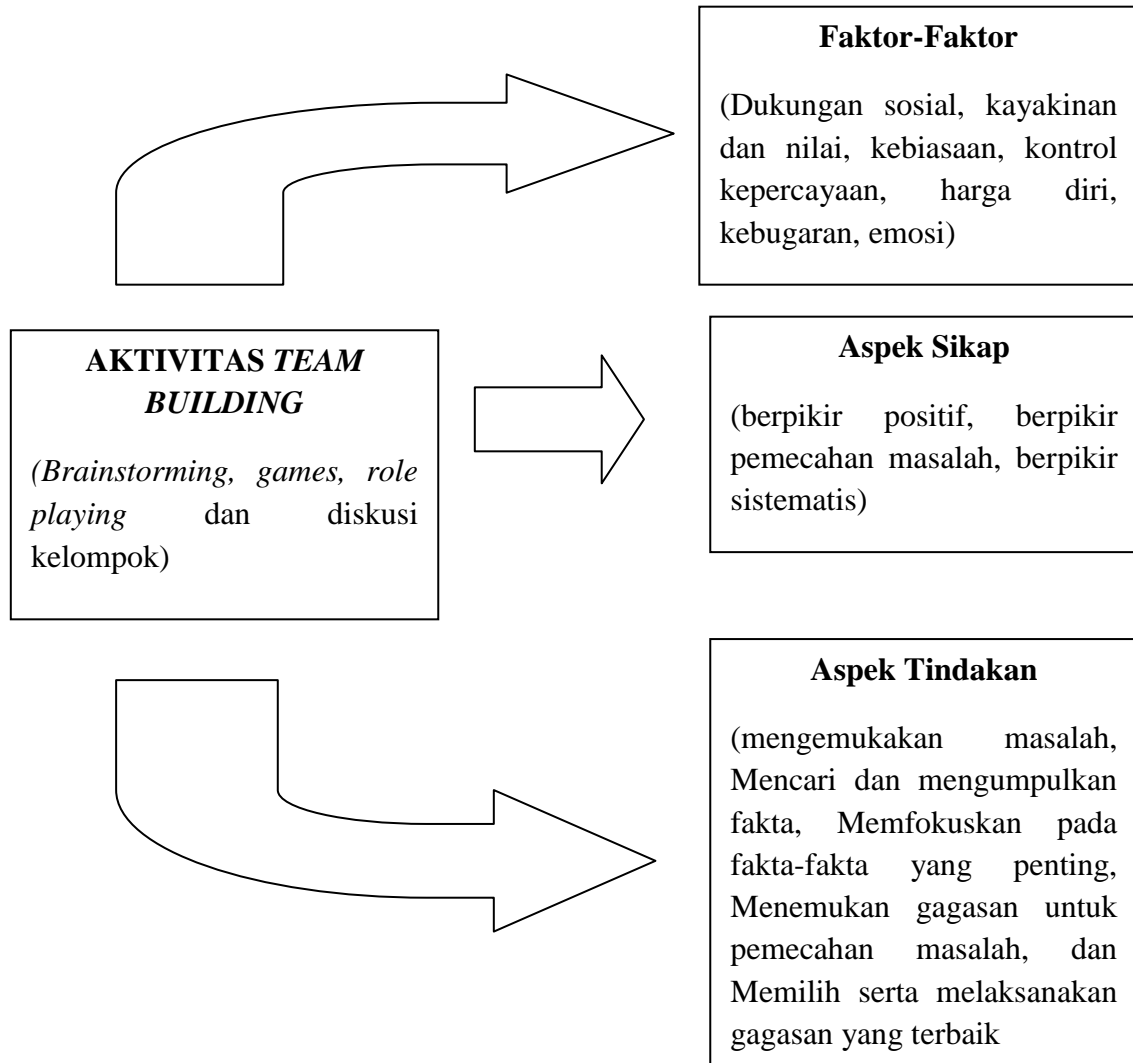 Faktor-Faktor
(Dukungan sosial, kayakinan
dan nilai, kebiasaan, kontrol
kepercayaan, harga diri,
kebugaran, emosi)
AKTIVITAS TEAM
BUILDING
(Brainstorming, games, role
playing dan diskusi
kelompok)
Aspek Sikap
(berpikir positif, berpikir
pemecahan masalah, berpikir
sistematis)
Aspek Tindakan
(mengemukakan masalah,
Mencari dan mengumpulkan
fakta, Memfokuskan pada
fakta-fakta yang penting,
Menemukan gagasan untuk
pemecahan masalah, dan
Memilih serta melaksanakan
gagasan yang terbaik